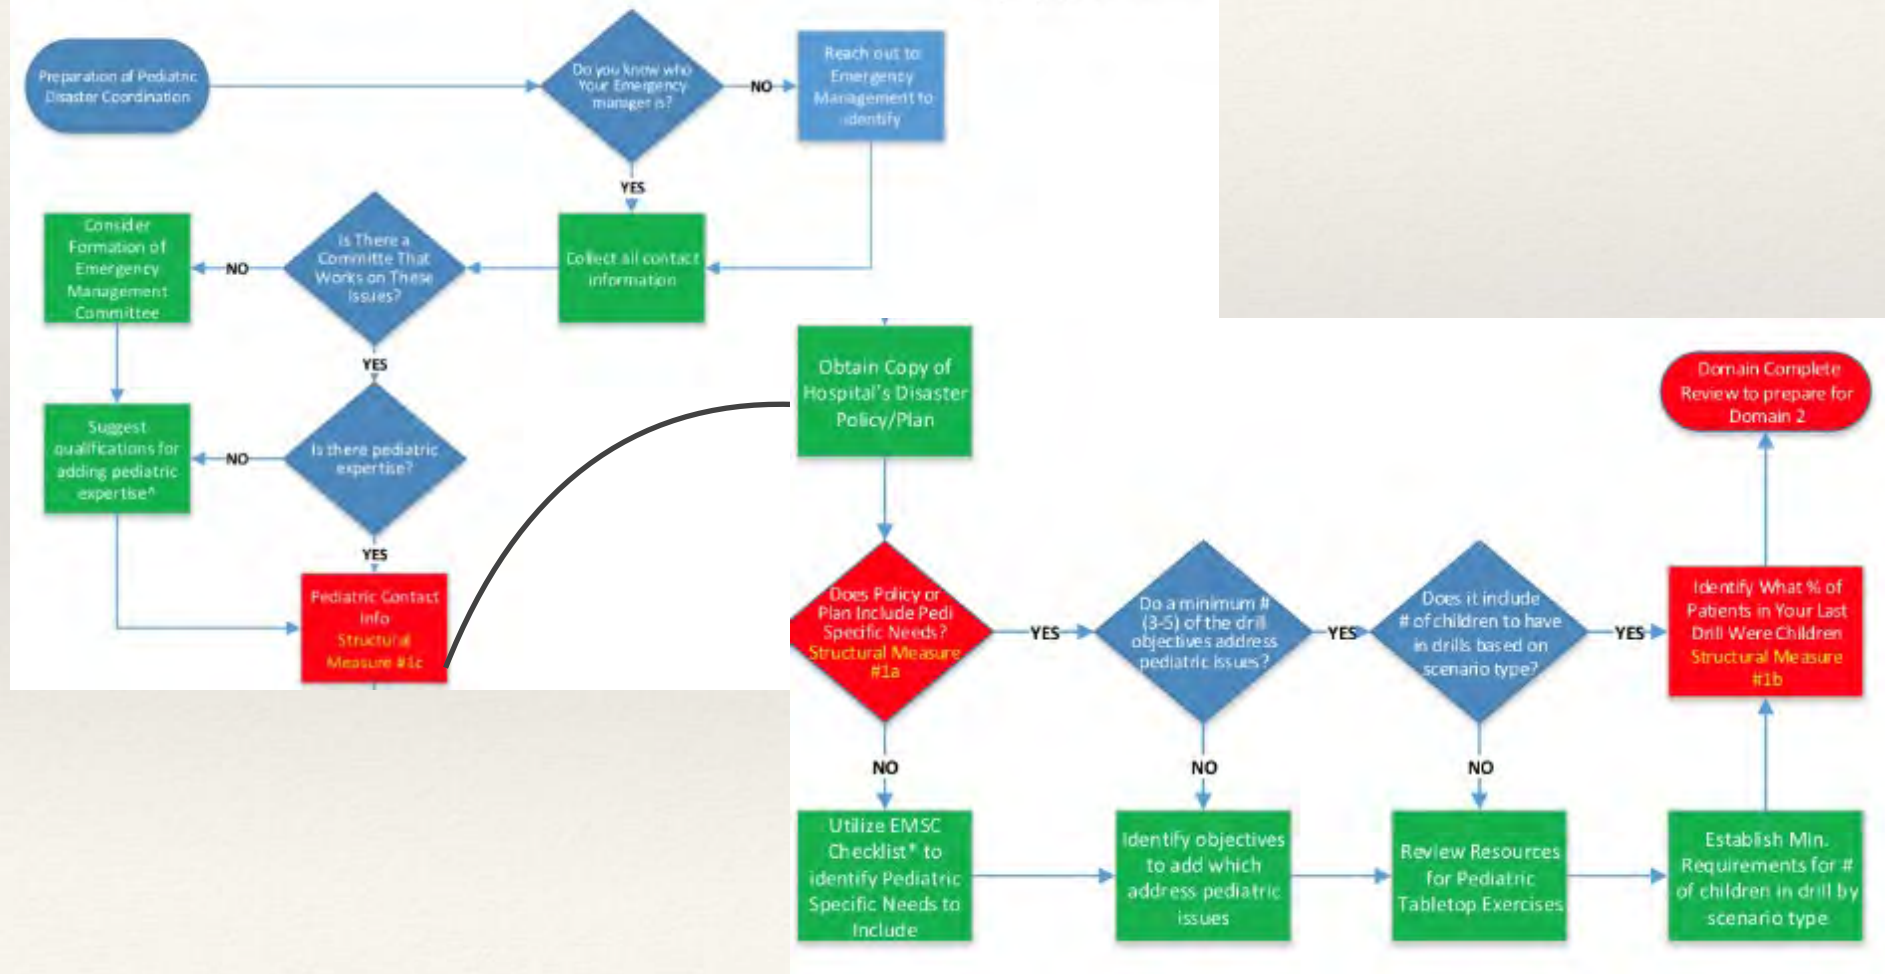 Preparation of Pediatric
Disaster Coordination
Do you know who
Your Emergency
manager is?
NO
Reach out to
Emergency
Management to
identify
YES
Consider
Formation of
Emergency
Management
Committee
NO
Is There a
Committe That
Works on These
Issues?
Collect all contact
information
YES
Suggest
qualifications for
adding pediatric
expertise^
NO
Is there pediatric
expertise?
YES
Pediatric Contact
Info
Structural
Measure #1c
Obtain Copy of
Hospital's Disaster
Policy/Plan
Domain Complete
Review to prepare for
Domain 2
Does Policy or
Plan Include Pedi
Specific Needs?
Structural Measure
#1a
YES
Do a minimum #
(3-5) of the drill
objectives address
pediatric issues?
YES
Does it include
# of children to have
in drills based on
scenario type?
YES
Identify What % of
Patients in Your Last
Drill Were Children
Structural Measure
#1b
NO
NO
NO
Utilize EMSC
Checklist* to
identify Pediatric
Specific Needs to
Include
Identify objectives
to add which
address pediatric
issues
Review Resources
for Pediatric
Tabletop Exercises
Establish Min.
Requirements for #
of children in drill by
scenario type